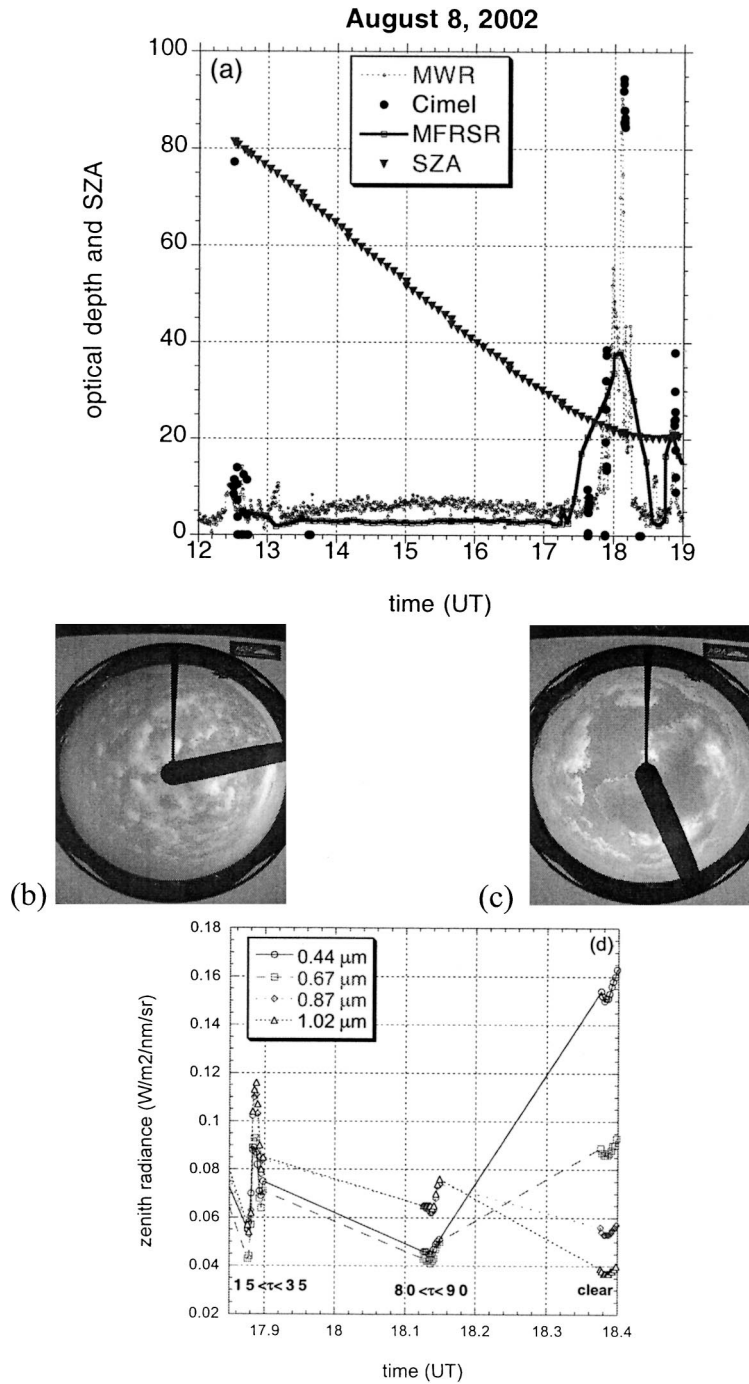 August 8, 2002
(a)
MWR
Cimel
MFRSR
SZA
100
80
60
40
20
0
optical depth and SZA
12 13 14 15 16 17 18 19
time (UT)
(b)
(c)
(d)
0.44 µm
0.67 µm
0.87 µm
1.02 µm
0.18
0.16
0.14
0.12
0.1
0.08
0.06
0.04
0.02
zenith radiance (W/m2/nm/sr)
15<τ<35
80<τ<90
clear
17.9 18 18.1 18.2 18.3 18.4
time (UT)